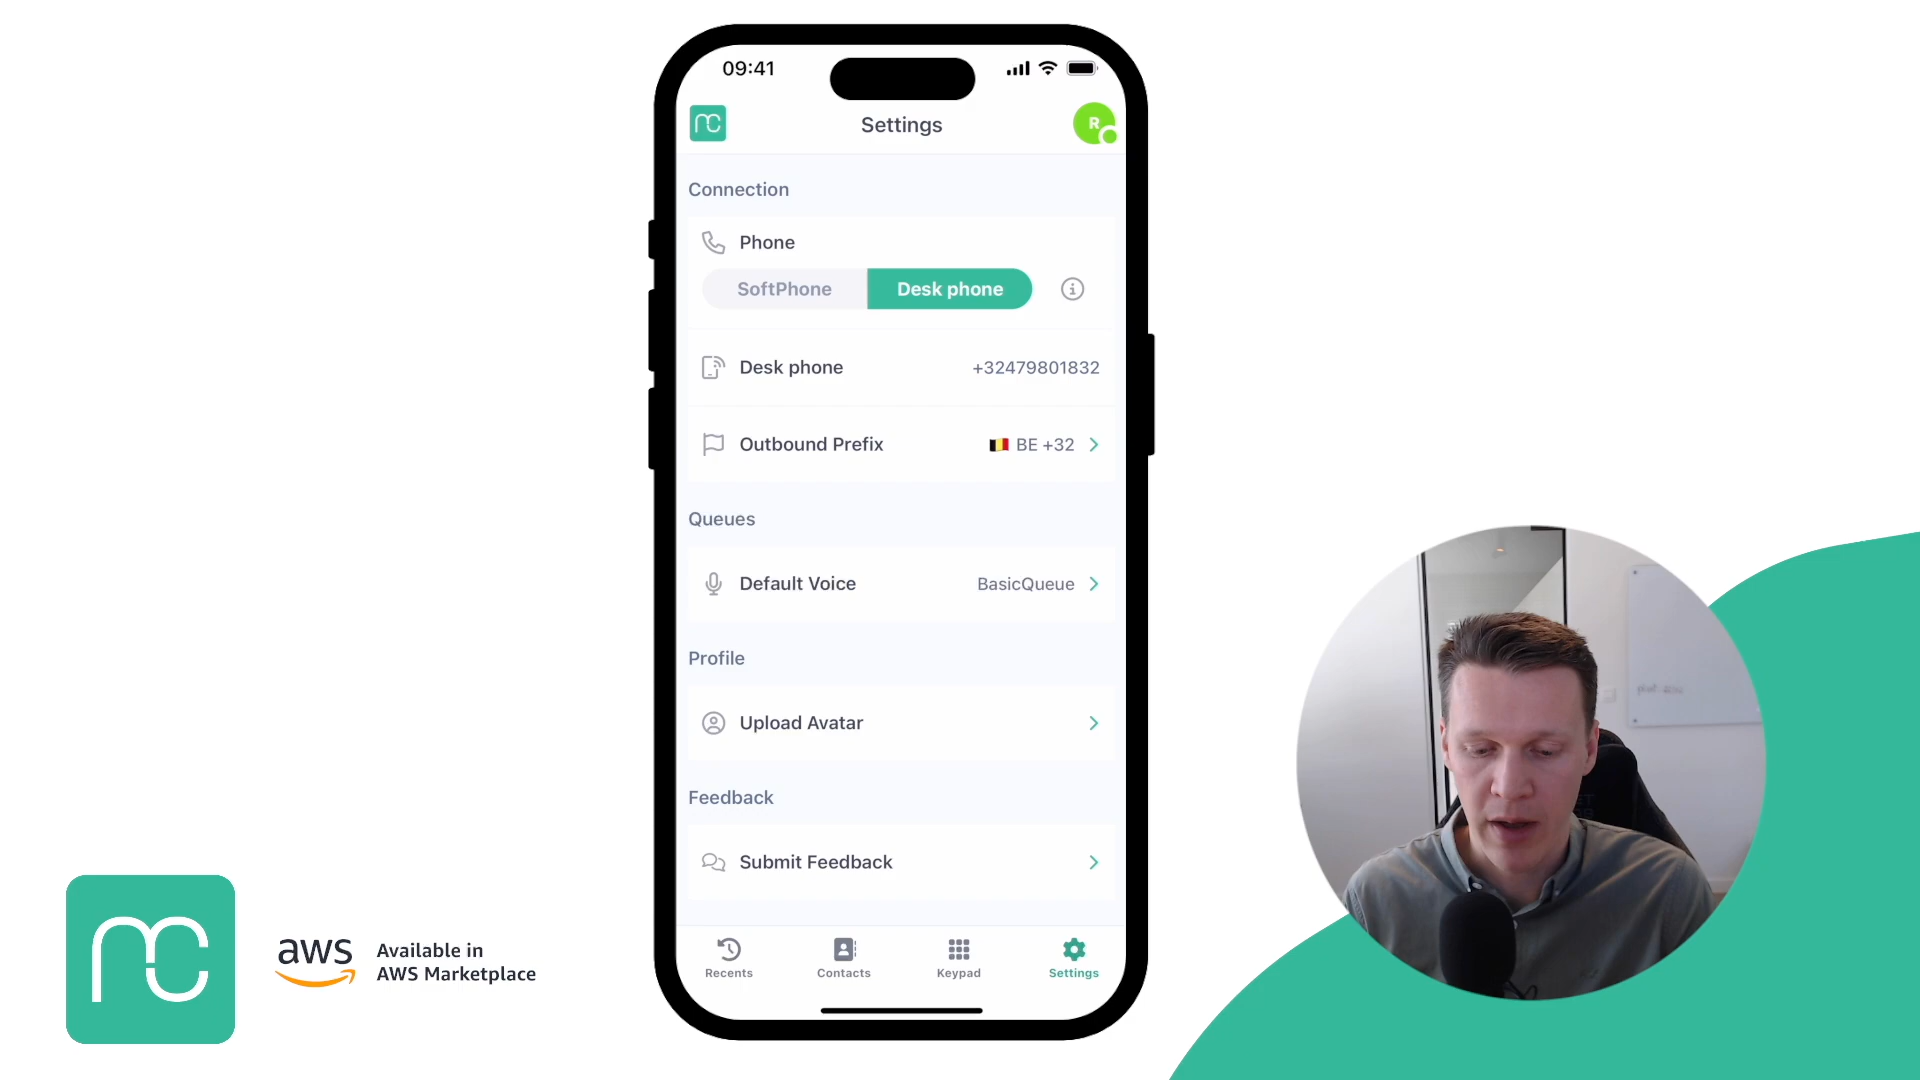 09:41
Settings
R
Connection
Phone
SoftPhone
Desk phone
Desk phone
+32479801832
Outbound Prefix
BE +32
Queues
Default Voice
BasicQueue
Profile
Upload Avatar
Feedback
Submit Feedback
Recents
Contacts
Keypad
Settings
aws
Available in
AWS Marketplace